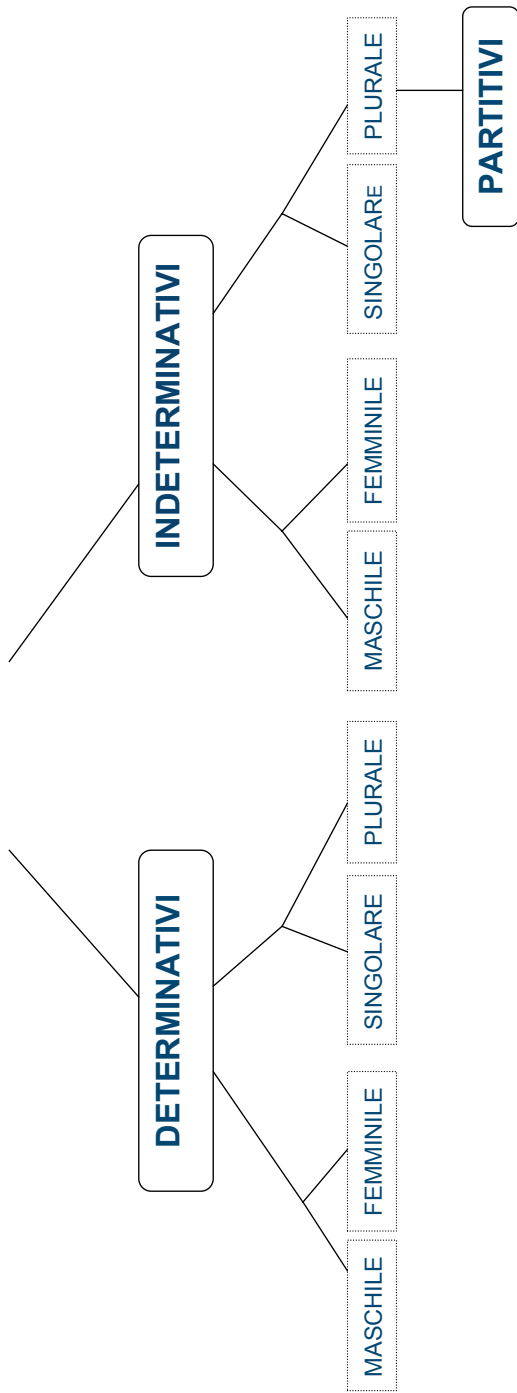 DETERMINATIVI
INDETERMINATIVI
MASCHILE
FEMMINILE
SINGOLARE
PLURALE
MASCHILE
FEMMINILE
SINGOLARE
PLURALE
PARTITIVI